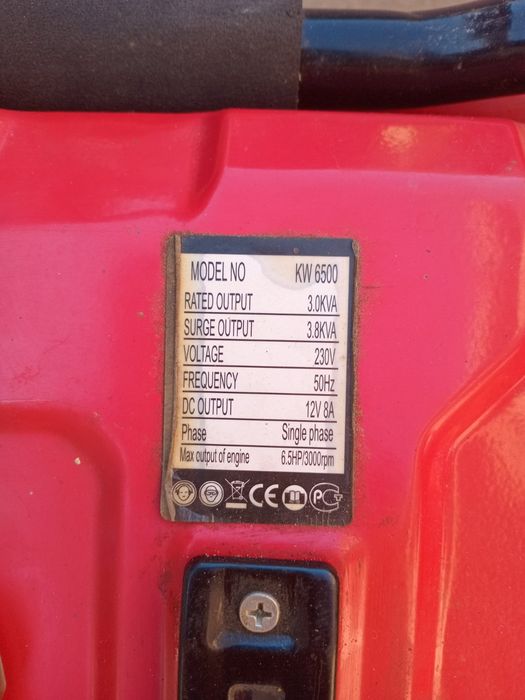 MODEL NO KW 6500
RATED OUTPUT 3.0KVA
SURGE OUTPUT 3.8KVA
VOLTAGE 230V
FREQUENCY 50Hz
DC OUTPUT 12V 8A
Phase Single phase
Max output of engine 6.5HP/3000rpm
CE